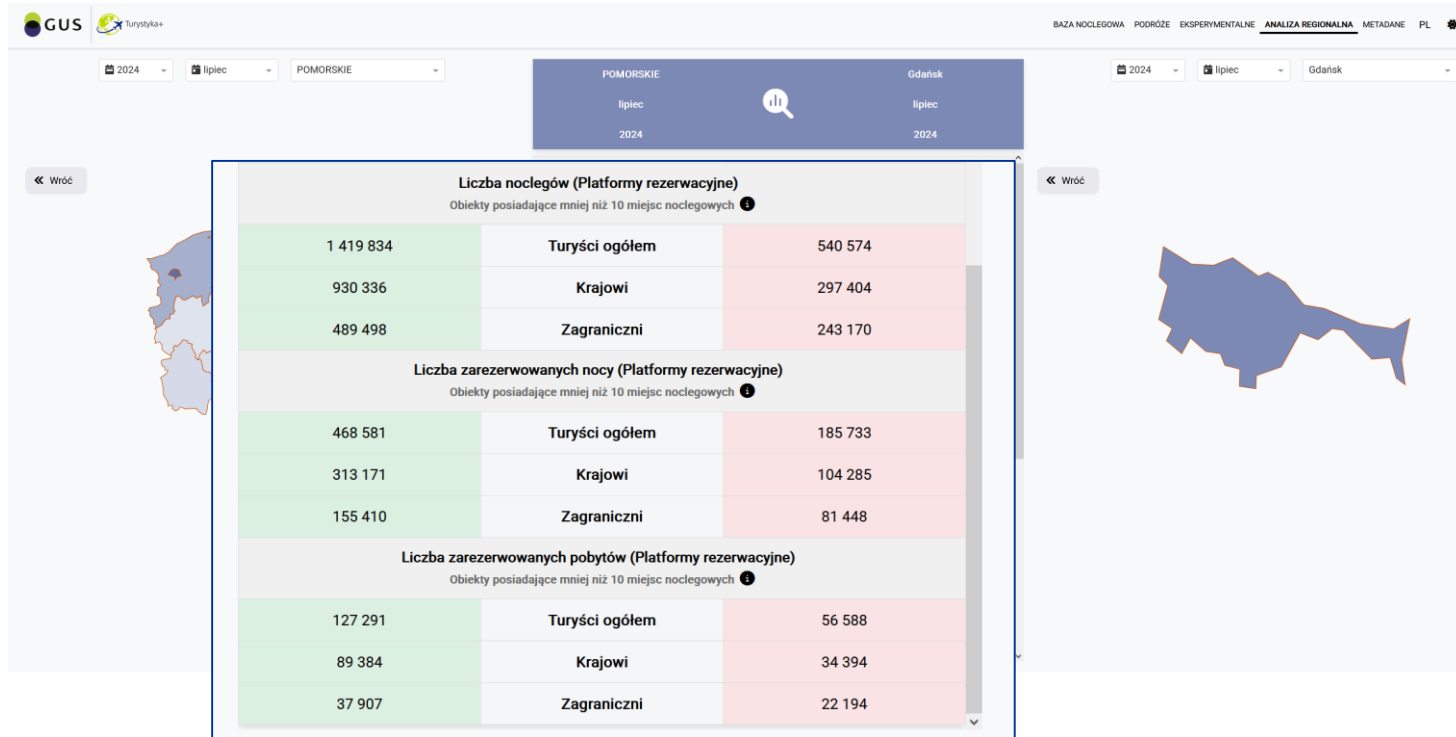 GUS Turystyka+
BAZA NOCLEGOWA PODRÓŻE EKSPERYMENTALNE ANALIZA REGIONALNA METADANE PL
2024 lipiec POMORSKIE
POMORSKIE Gdańsk
lipiec lipiec
2024 2024
2024 lipiec Gdańsk
Wróć
Wróć
Liczba noclegów (Platformy rezerwacyjne)
Obiekty posiadające mniej niż 10 miejsc noclegowych
1 419 834 Turyści ogółem 540 574
930 336 Krajowi 297 404
489 498 Zagraniczni 243 170
Liczba zarezerwowanych nocy (Platformy rezerwacyjne)
Obiekty posiadające mniej niż 10 miejsc noclegowych
468 581 Turyści ogółem 185 733
313 171 Krajowi 104 285
155 410 Zagraniczni 81 448
Liczba zarezerwowanych pobytów (Platformy rezerwacyjne)
Obiekty posiadające mniej niż 10 miejsc noclegowych
127 291 Turyści ogółem 56 588
89 384 Krajowi 34 394
37 907 Zagraniczni 22 194